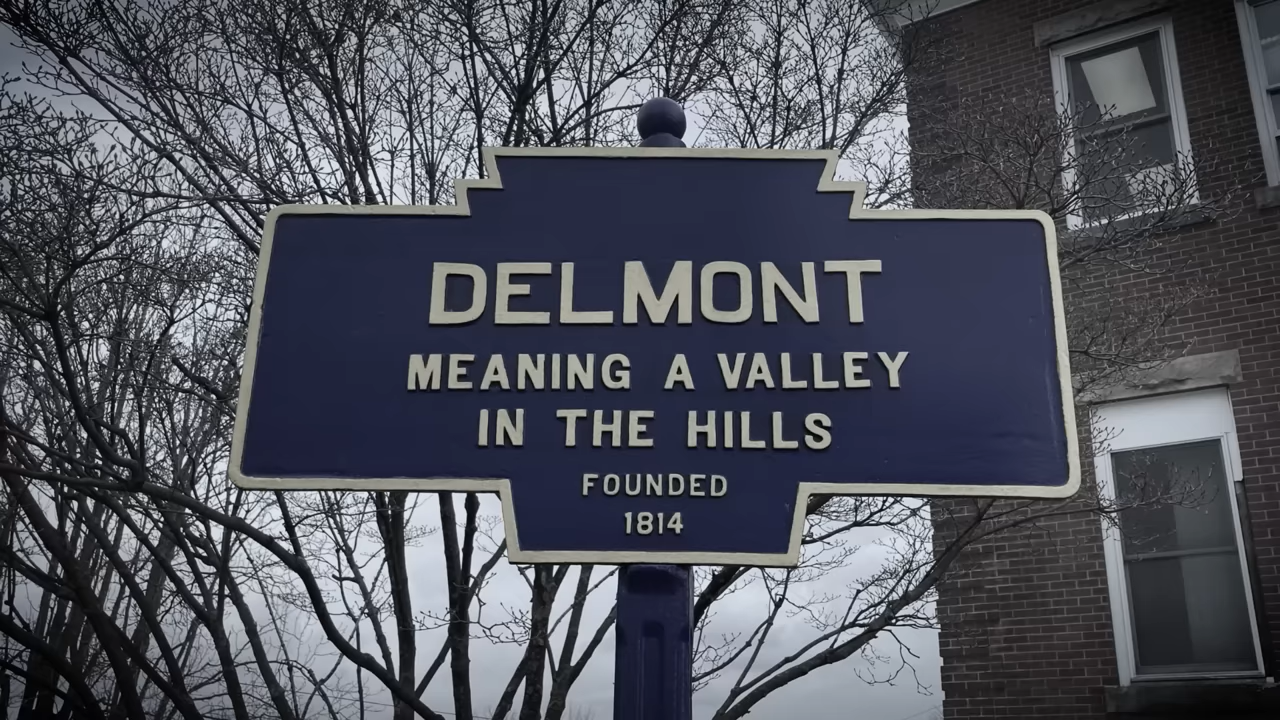 DELMONT
MEANING A VALLEY
IN THE HILLS
FOUNDED
1814